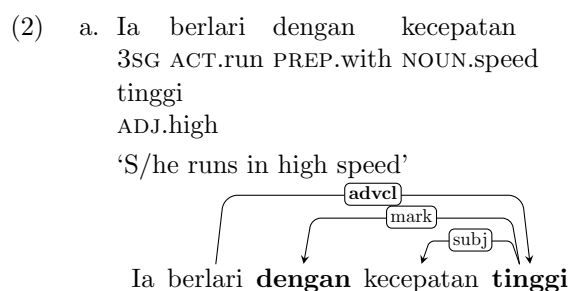 (2) a. Ia berlari dengan kecepatan
3SG ACT.run PREP.with NOUN.speed
tinggi
ADJ.high
‘S/he runs in high speed’
advcl
mark
subj
Ia berlari dengan kecepatan tinggi